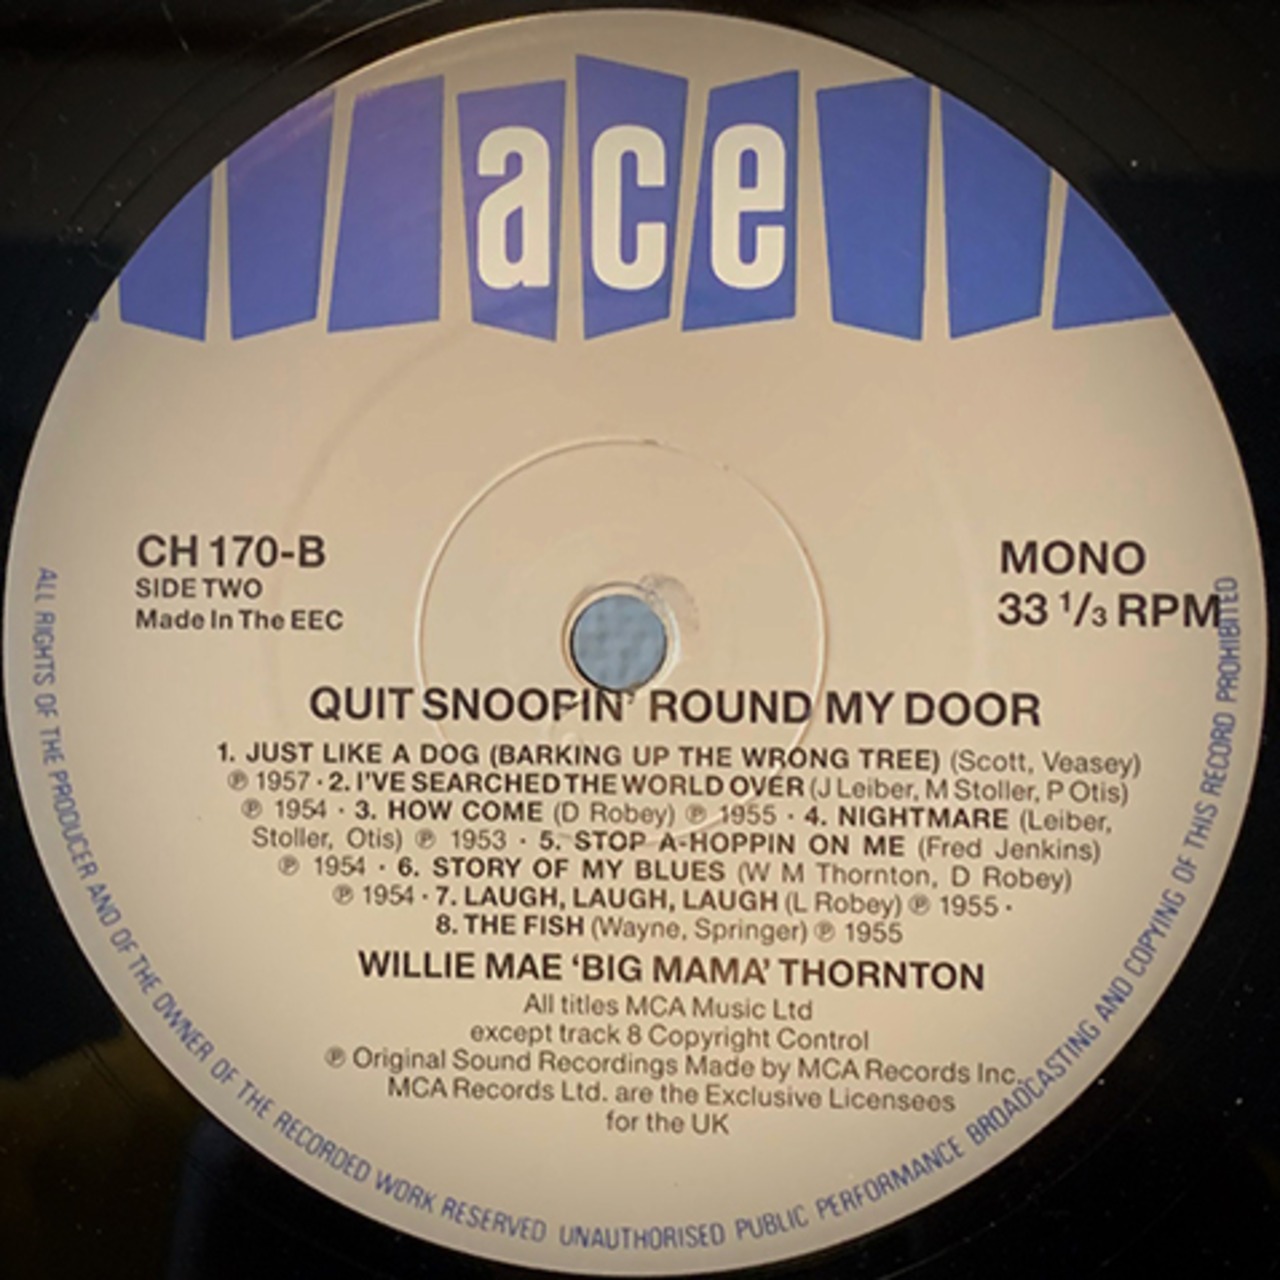 ace
CH 170-B
SIDE TWO
Made In The EEC
MONO
33 1/3 RPM
QUIT SNOOPIN' ROUND MY DOOR
1. JUST LIKE A DOG (BARKING UP THE WRONG TREE) (Scott, Veasey)
℗ 1957 · 2. I'VE SEARCHED THE WORLD OVER (J Leiber, M Stoller, P Otis)
℗ 1954 · 3. HOW COME (D Robey) ℗ 1955 · 4. NIGHTMARE (Leiber,
Stoller, Otis) ℗ 1953 · 5. STOP A-HOPPIN ON ME (Fred Jenkins)
℗ 1954 · 6. STORY OF MY BLUES (W M Thornton, D Robey)
℗ 1954 · 7. LAUGH, LAUGH, LAUGH (L Robey) ℗ 1955 ·
8. THE FISH (Wayne, Springer) ℗ 1955
WILLIE MAE 'BIG MAMA' THORNTON
All titles MCA Music Ltd
except track 8 Copyright Control
℗ Original Sound Recordings Made by MCA Records Inc.
MCA Records Ltd. are the Exclusive Licensees
for the UK
ALL RIGHTS OF THE PRODUCER AND OF THE OWNER OF THE RECORDED WORK RESERVED UNAUTHORISED PUBLIC PERFORMANCE BROADCASTING AND COPYING OF THIS RECORD PROHIBITED